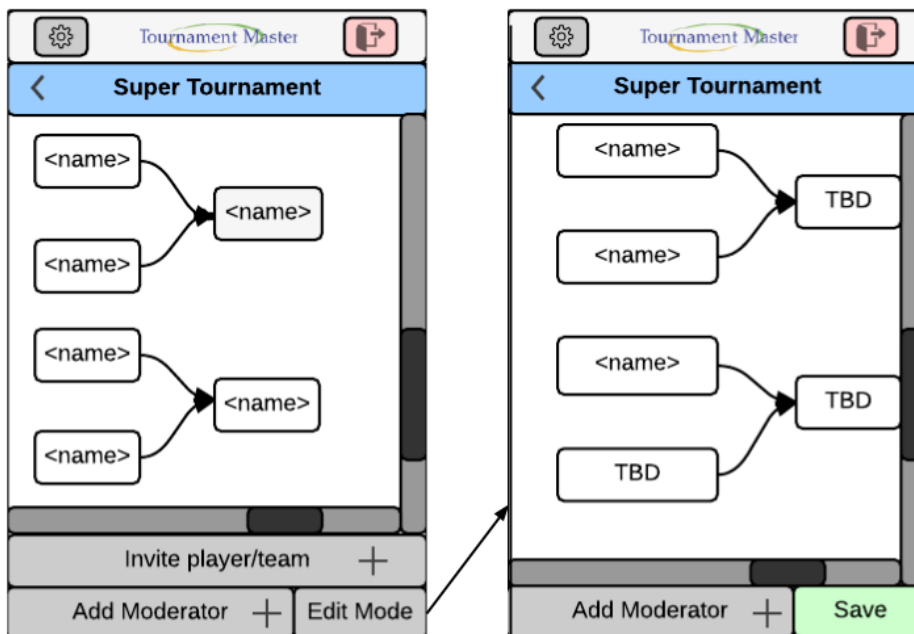 Tournament Master
Super Tournament
<name>
<name>
<name>
<name>
<name>
<name>
Invite player/team
Add Moderator
Edit Mode
Tournament Master
Super Tournament
<name>
TBD
<name>
<name>
TBD
TBD
Add Moderator
Save